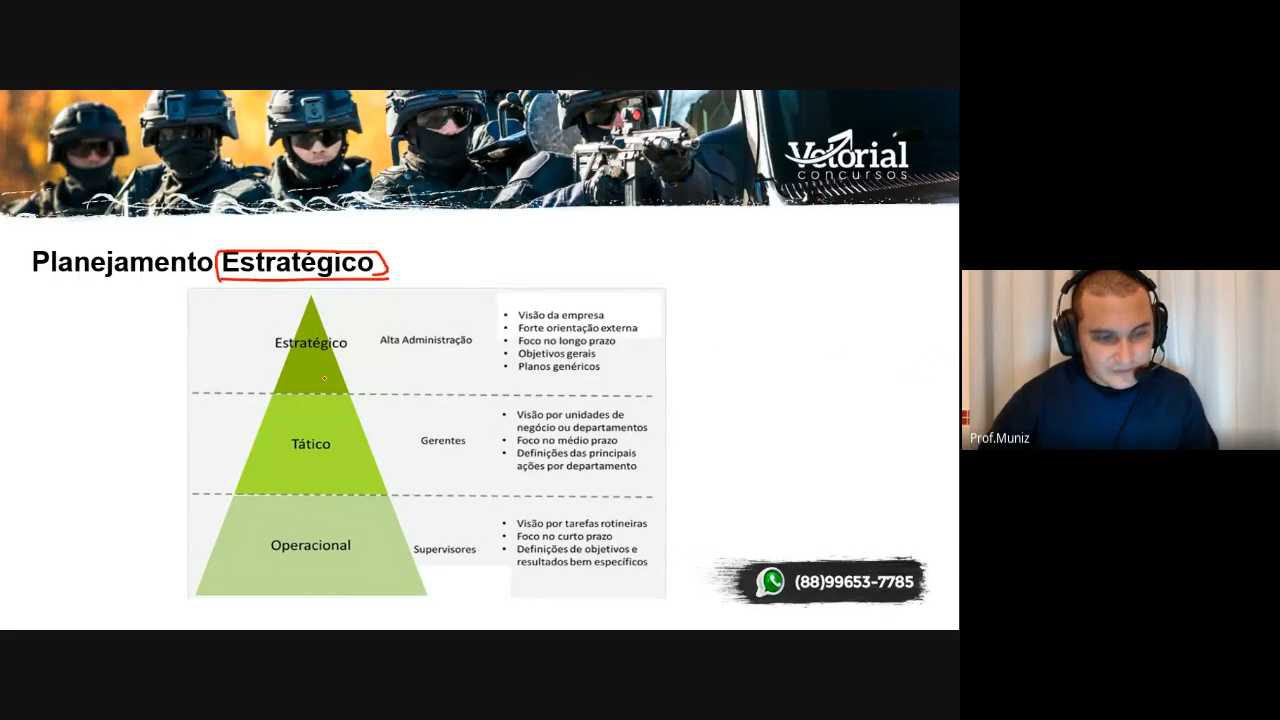 Vetorial
concursos
Planejamento Estratégico
Estratégico
Alta Administração
• Visão da empresa
• Forte orientação externa
• Foco no longo prazo
• Objetivos gerais
• Planos genéricos
Tático
Gerentes
• Visão por unidades de
negócio ou departamentos
• Foco no médio prazo
• Definições das principais
ações por departamento
Operacional
Supervisores
• Visão por tarefas rotineiras
• Foco no curto prazo
• Definições de objetivos e
resultados bem específicos
(88)99653-7785
Prof.Muniz